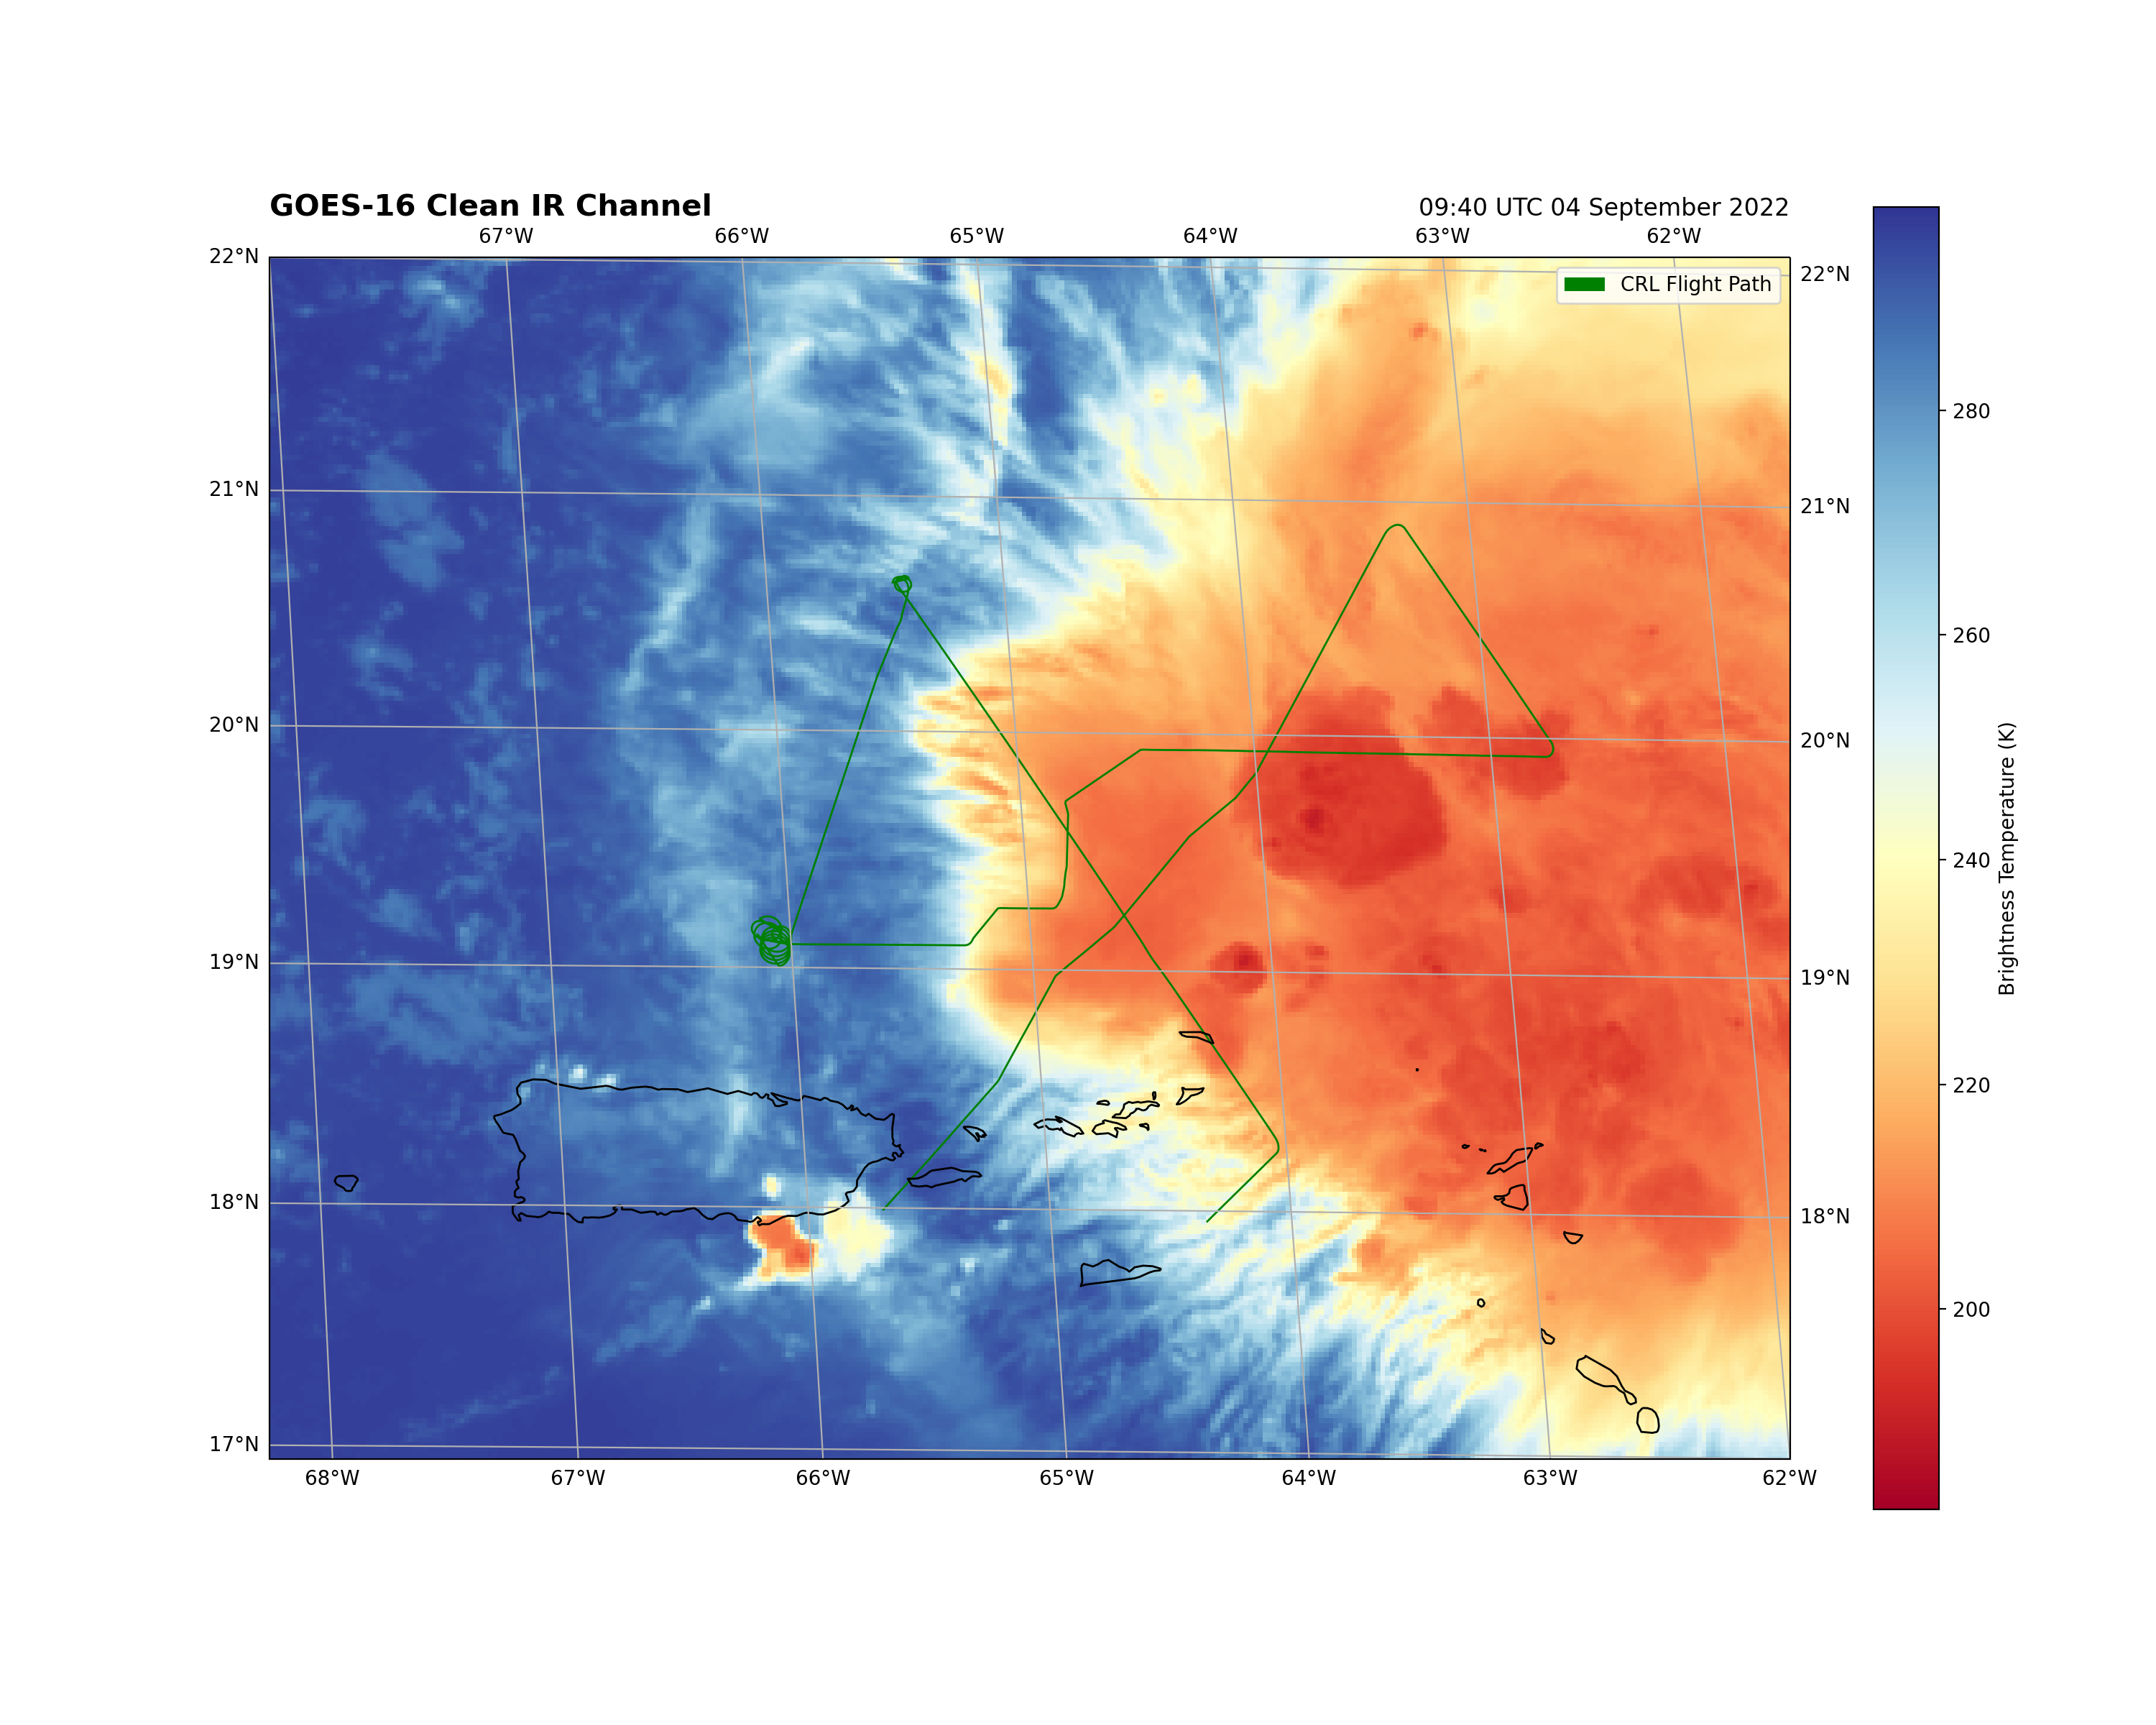 GOES-16 Clean IR Channel
09:40 UTC 04 September 2022
67°W 66°W 65°W 64°W 63°W 62°W
22°N
22°N
CRL Flight Path
280
21°N
21°N
260
20°N
20°N
240
Brightness Temperature (K)
19°N
19°N
220
18°N
18°N
200
17°N
68°W 67°W 66°W 65°W 64°W 63°W 62°W